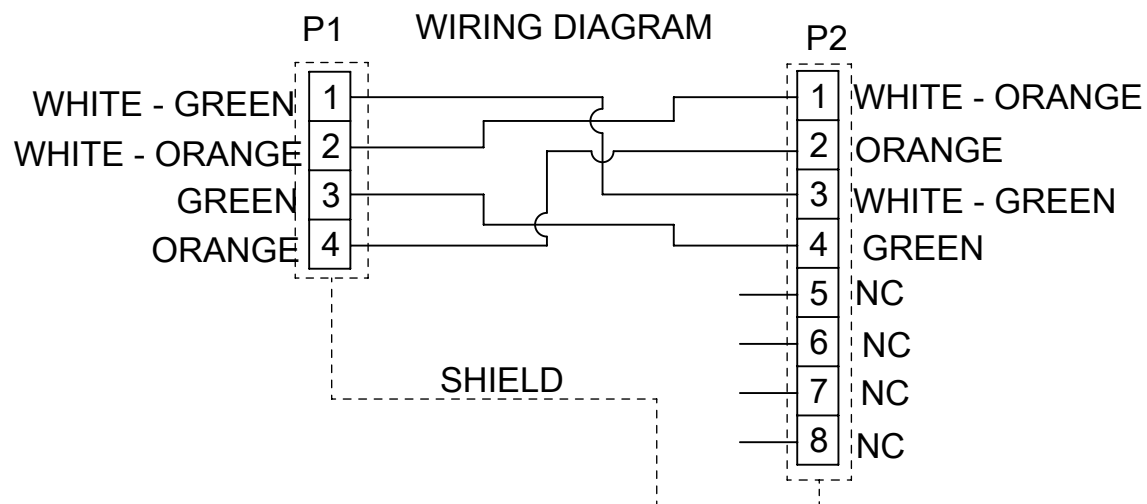 P1 WIRING DIAGRAM P2
WHITE - GREEN 1 1 WHITE - ORANGE
WHITE - ORANGE 2 2 ORANGE
GREEN 3 3 WHITE - GREEN
ORANGE 4 4 GREEN
5 NC
6 NC
SHIELD 7 NC
8 NC